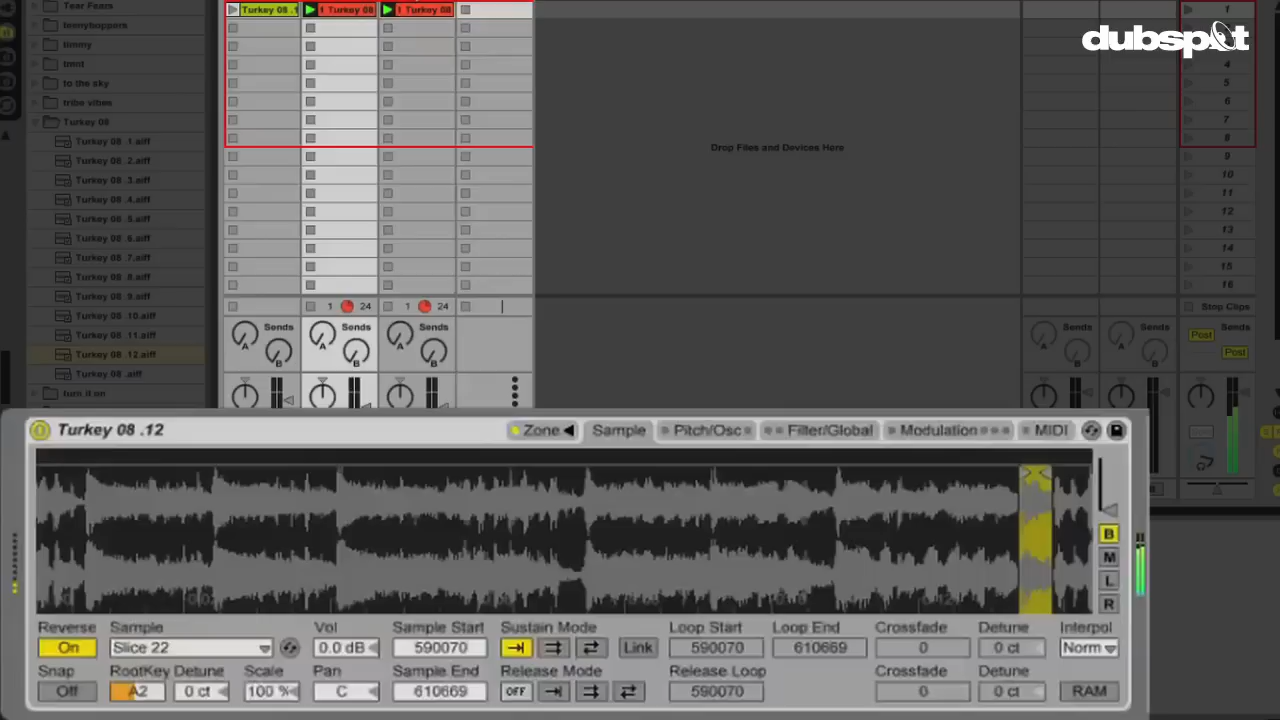 Tear Fears
teenyboppers
timmy
tmnt
to the sky
tribe vibes
Turkey 08
Turkey 08 .1.aiff
Turkey 08 .2.aiff
Turkey 08 .3.aiff
Turkey 08 .4.aiff
Turkey 08 .5.aiff
Turkey 08 .6.aiff
Turkey 08 .7.aiff
Turkey 08 .8.aiff
Turkey 08 .9.aiff
Turkey 08 .10.aiff
Turkey 08 .11.aiff
Turkey 08 .12.aiff
Turkey 08 .aiff
turn it on
Turkey 08 .1 1 Turkey 08 1 Turkey 08
Drop Files and Devices Here
dubspot
1
4
5
6
7
8
9
10
11
12
13
14
15
16
1 24 1 24 Stop Clips
Sends Sends Sends Sends
A A A Post
B B B Post
Turkey 08 .12 Zone Sample Pitch/Osc Filter/Global Modulation MIDI
B
M
L
R
Reverse Sample Vol Sample Start Sustain Mode Loop Start Loop End Crossfade Detune Interpol
On Slice 22 0.0 dB 590070 Link 590070 610669 0 0 ct Norm
Snap RootKey Detune Scale Pan Sample End Release Mode Release Loop Crossfade Detune
Off A2 0 ct 100 % C 610669 OFF 590070 0 0 ct RAM